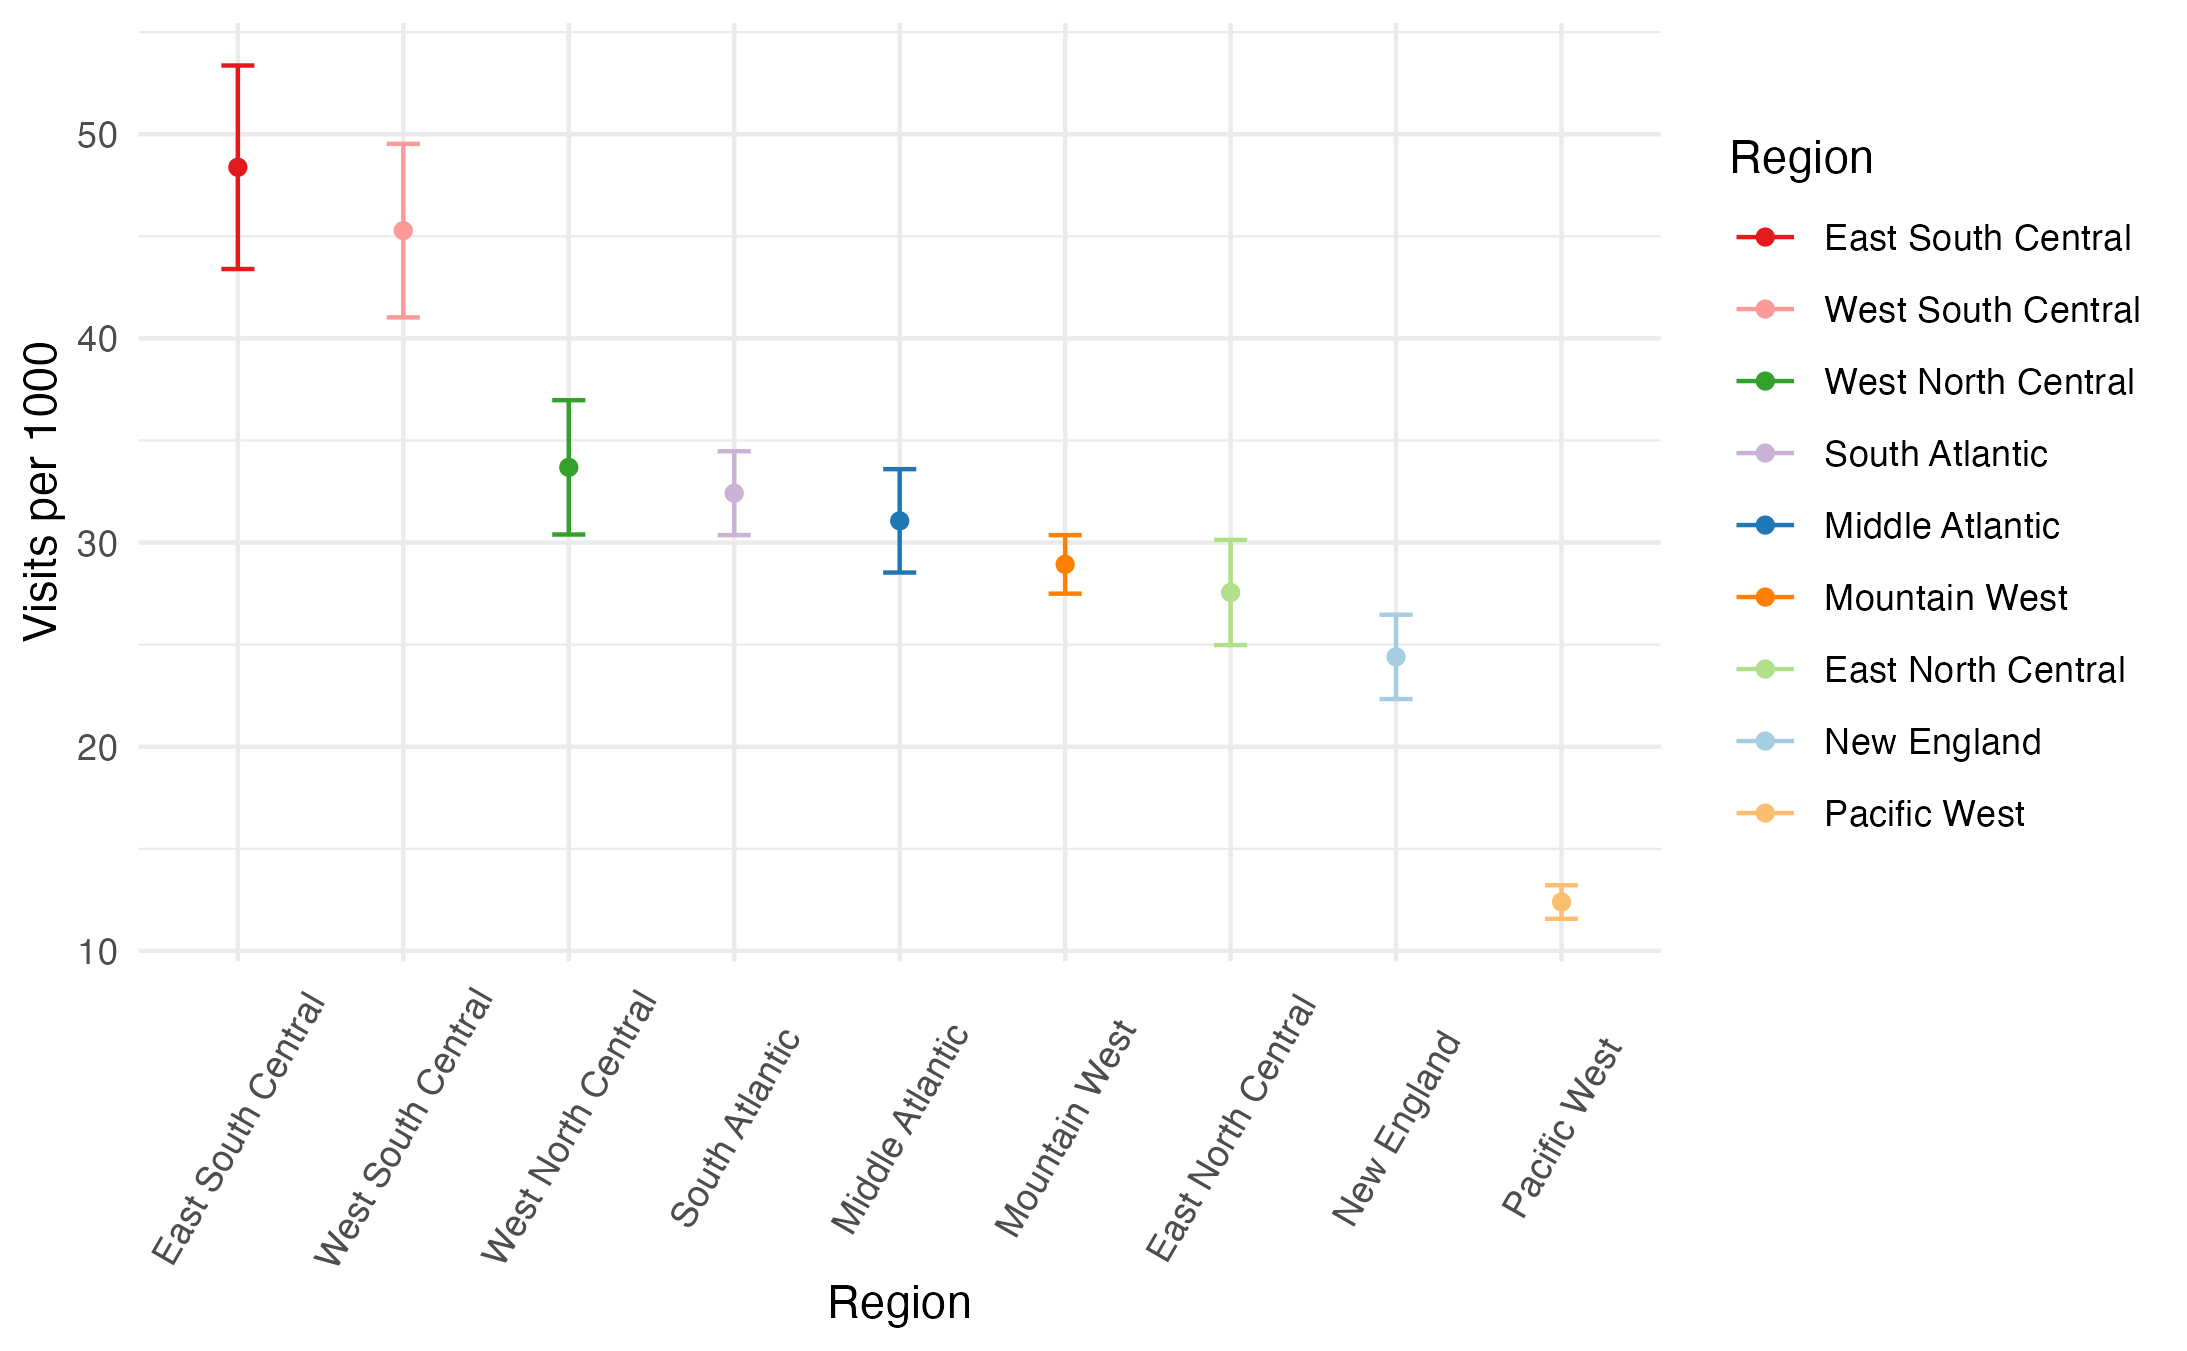 50
40
30
20
10
Visits per 1000
East South Central
West South Central
West North Central
South Atlantic
Middle Atlantic
Mountain West
East North Central
New England
Pacific West
Region
Region
East South Central
West South Central
West North Central
South Atlantic
Middle Atlantic
Mountain West
East North Central
New England
Pacific West